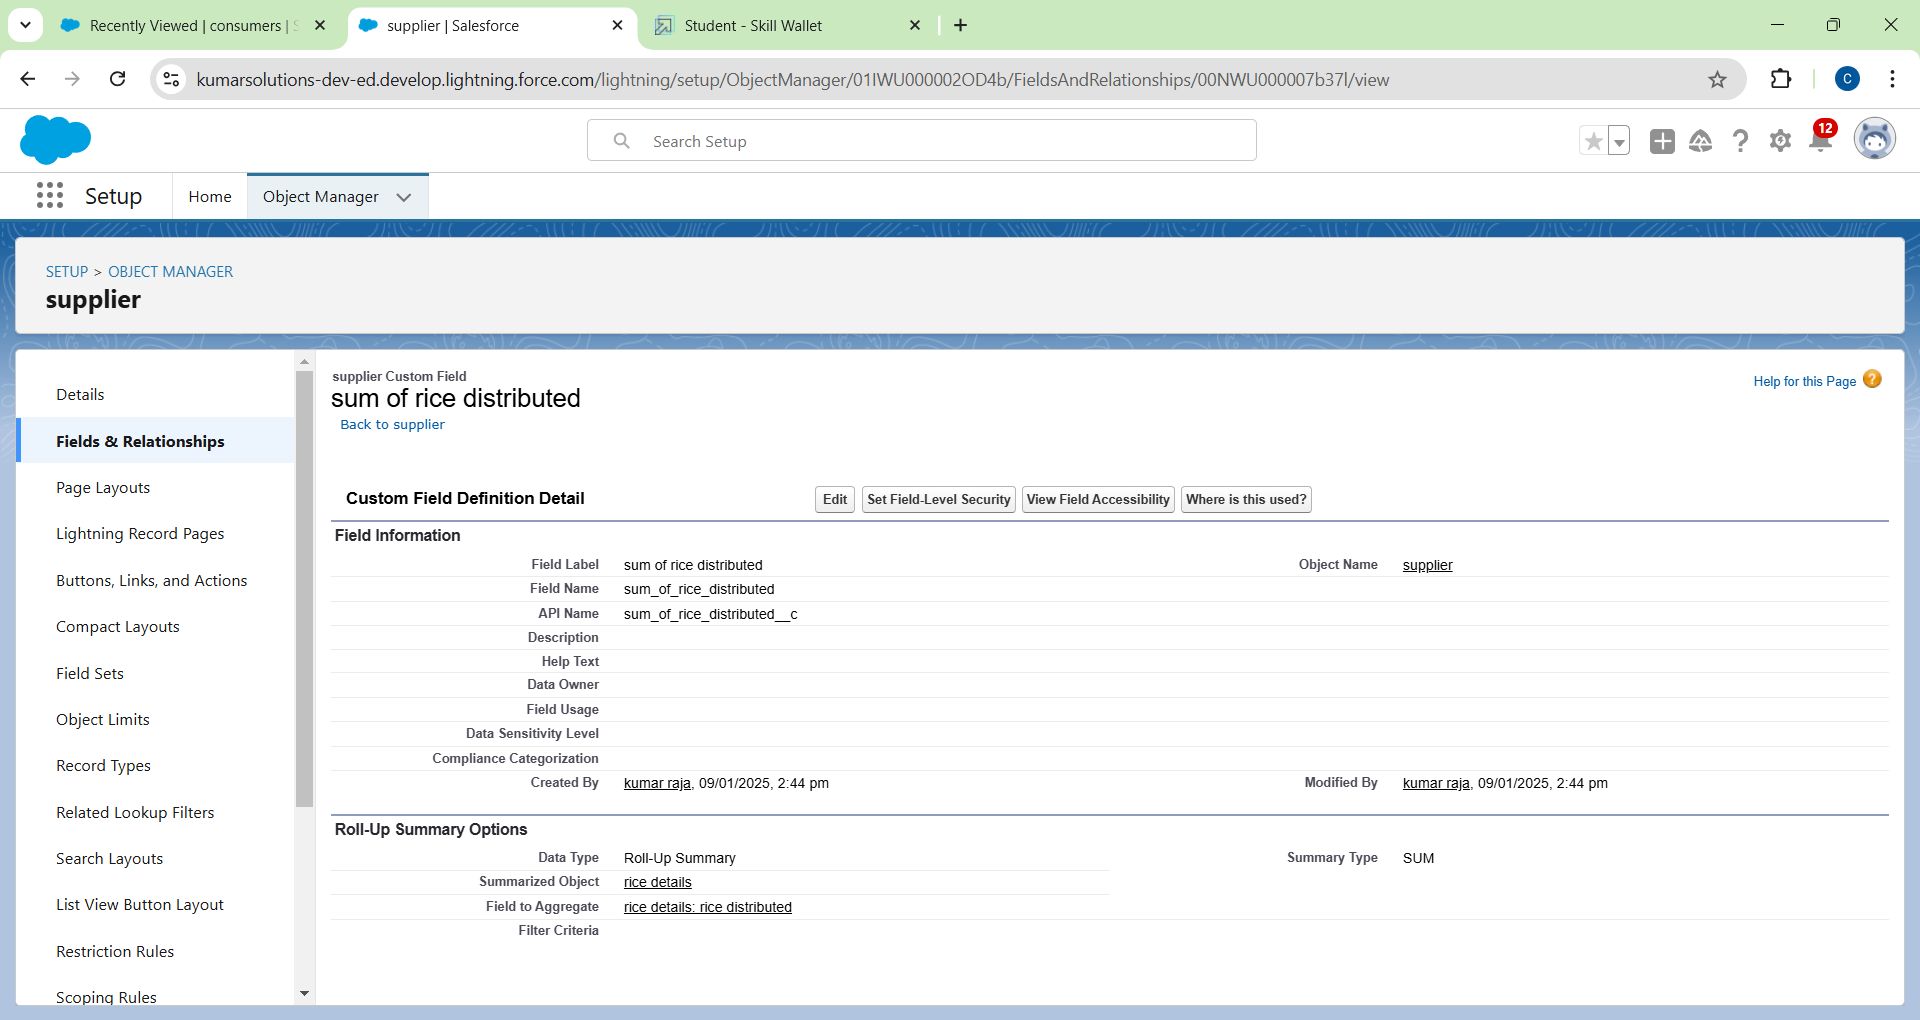 Recently Viewed | consumers |
supplier | Salesforce
Student - Skill Wallet
kumarsolutions-dev-ed.develop.lightning.force.com/lightning/setup/ObjectManager/01IWU000002OD4b/FieldsAndRelationships/00NWU000007b37l/view
C
Search Setup
12
Setup
Home
Object Manager
SETUP > OBJECT MANAGER
supplier
Details
Fields & Relationships
Page Layouts
Lightning Record Pages
Buttons, Links, and Actions
Compact Layouts
Field Sets
Object Limits
Record Types
Related Lookup Filters
Search Layouts
List View Button Layout
Restriction Rules
Scoping Rules
supplier Custom Field
sum of rice distributed
Back to supplier
Help for this Page ?
Custom Field Definition Detail
Edit
Set Field-Level Security
View Field Accessibility
Where is this used?
Field Information
Field Label sum of rice distributed
Object Name supplier
Field Name sum_of_rice_distributed
API Name sum_of_rice_distributed__c
Description
Help Text
Data Owner
Field Usage
Data Sensitivity Level
Compliance Categorization
Created By kumar raja, 09/01/2025, 2:44 pm
Modified By kumar raja, 09/01/2025, 2:44 pm
Roll-Up Summary Options
Data Type Roll-Up Summary
Summary Type SUM
Summarized Object rice details
Field to Aggregate rice details: rice distributed
Filter Criteria